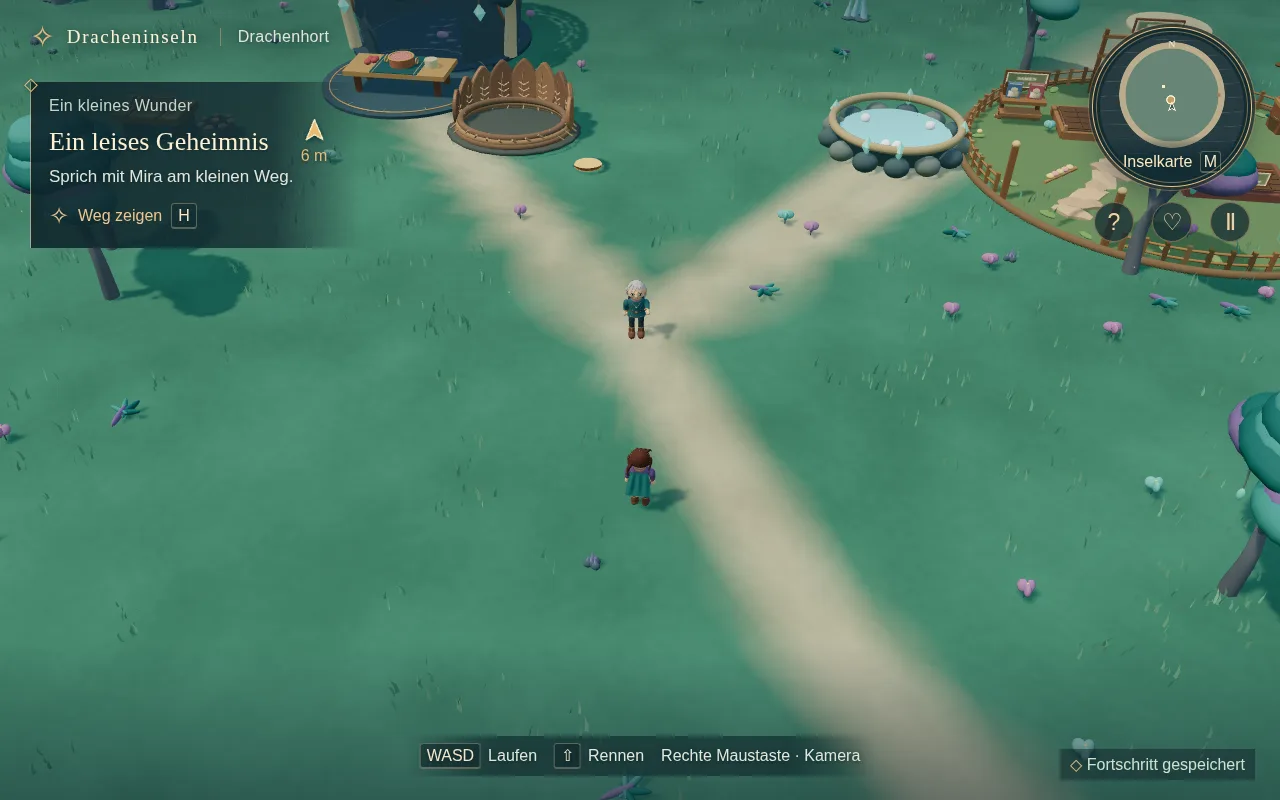 Dracheninseln
Drachenhort
Ein kleines Wunder
Ein leises Geheimnis
6 m
Sprich mit Mira am kleinen Weg.
Weg zeigen H
N
Inselkarte M
?
WASD Laufen ⇧ Rennen Rechte Maustaste · Kamera
Fortschritt gespeichert